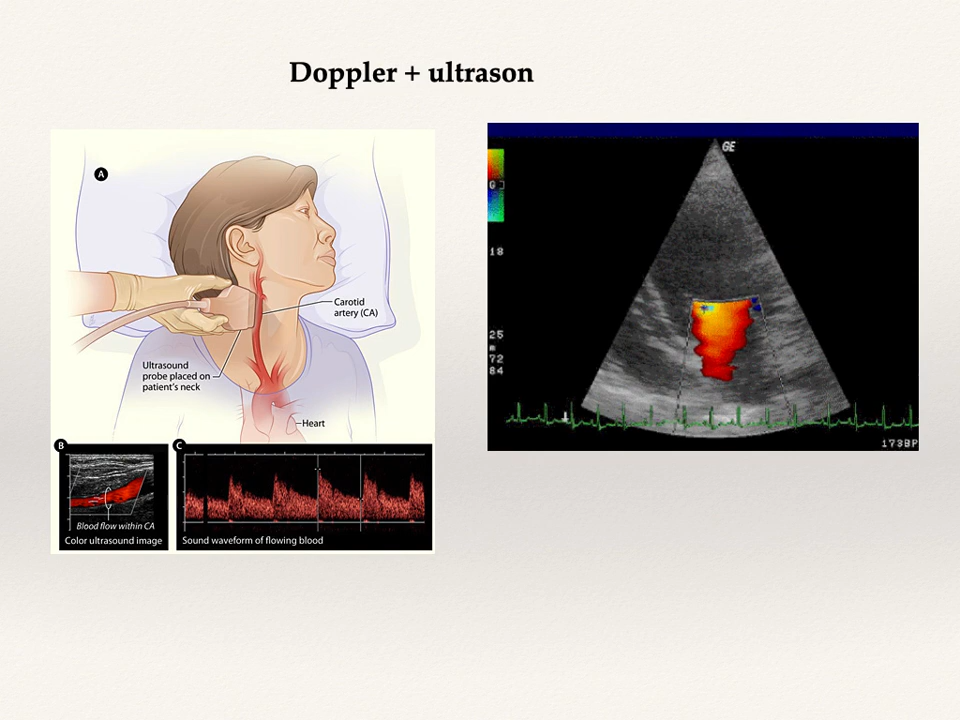 Doppler + ultrason
A
Carotid
artery (CA)
Ultrasound
probe placed on
patient's neck
Heart
B
Blood flow within CA
Color ultrasound image
C
Sound waveform of flowing blood
GE
G
18
25
m
72
84
173BP